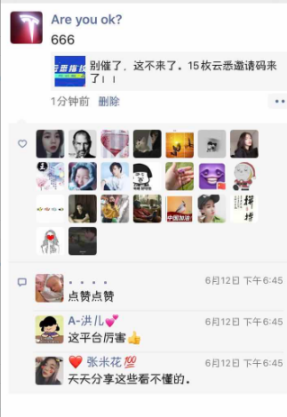 Are you ok?
666
别催了，这不来了。15枚云悉邀请码来
了！！
1分钟前 删除
6月12日 下午6:45
点赞点赞
A-洪儿💕 6月12日 下午6:45
这平台厉害👍
❤️ 张米花💯 6月12日 下午6:45
天天分享这些看不懂的。